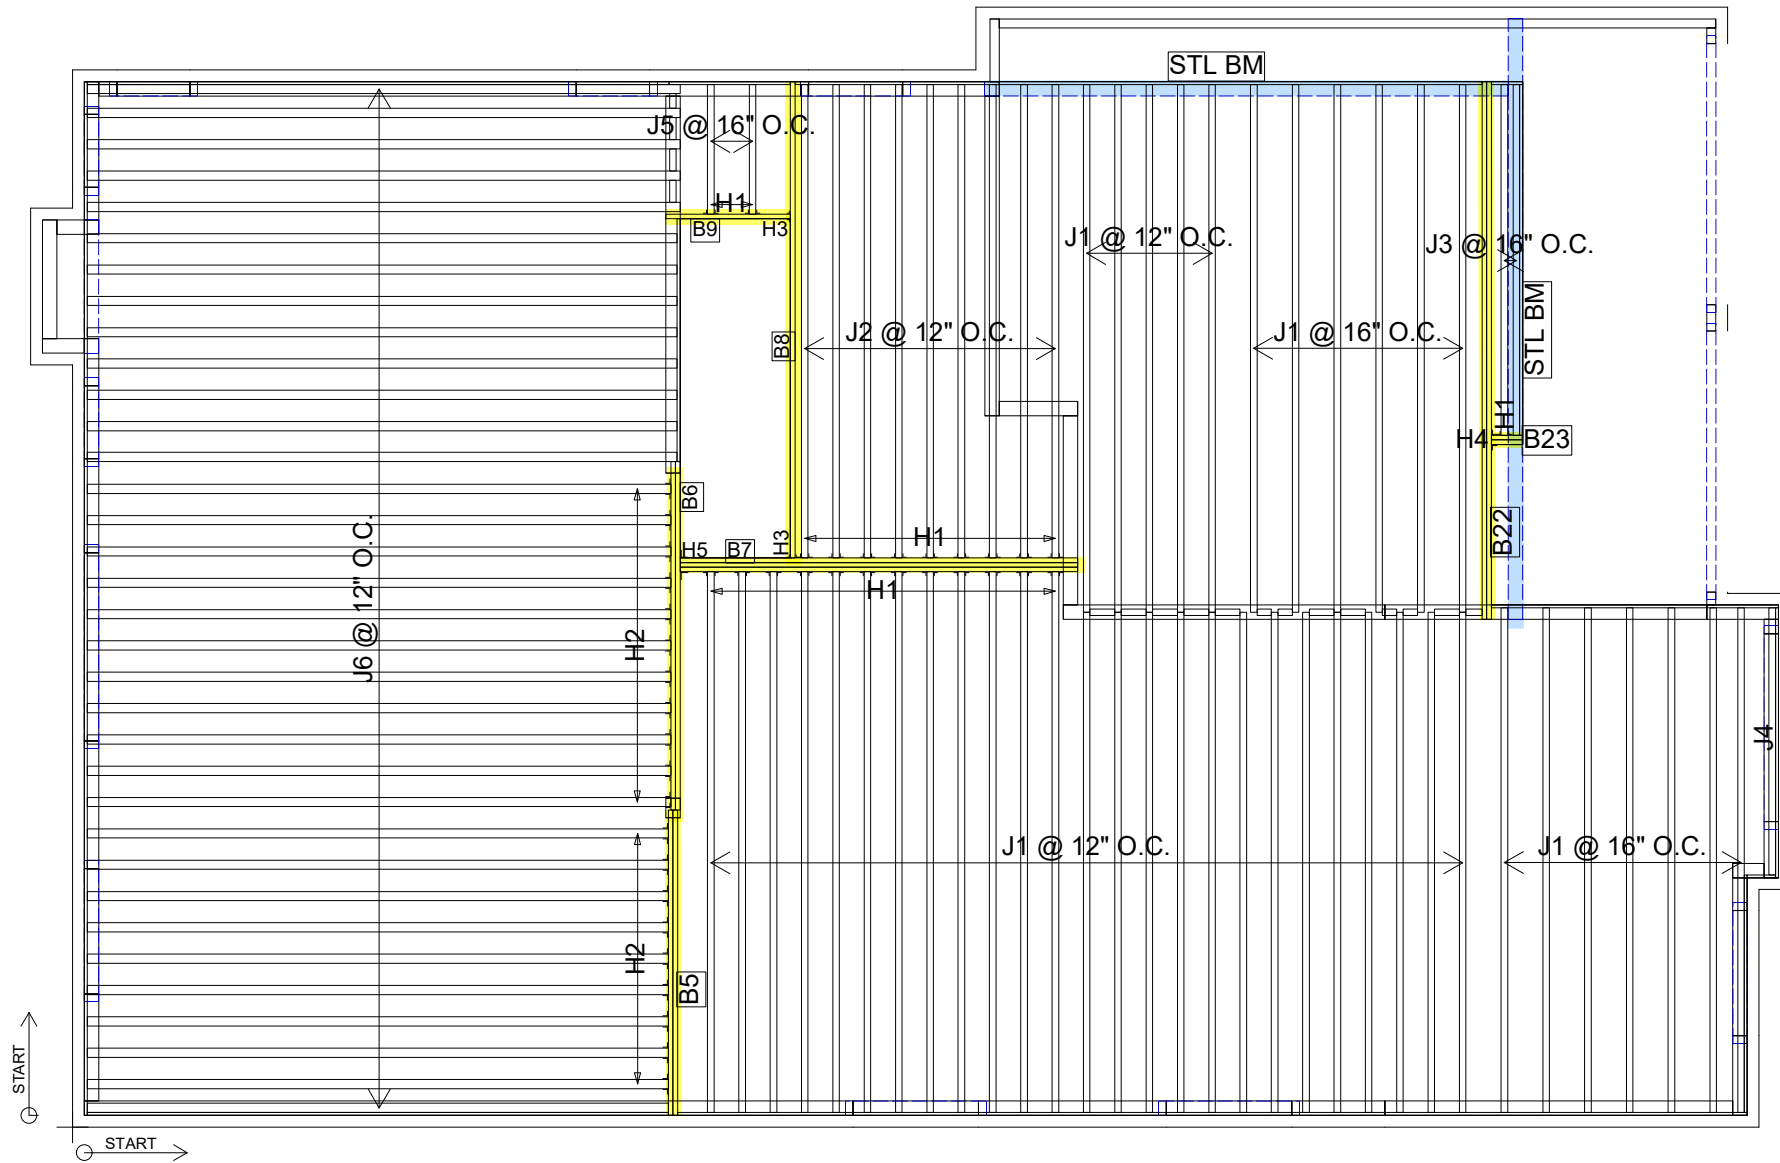 STL BM
J5 @ 16" O.C.
H1
B9
H3
J1 @ 12" O.C.
J3 @ 16" O.C.
STL BM
B8
J2 @ 12" O.C.
J1 @ 16" O.C.
H1
H4
B23
B6
J6 @ 12" O.C.
H5
B7
H3
H1
B22
H1
H2
J4
J1 @ 12" O.C.
J1 @ 16" O.C.
H2
B5
START
START